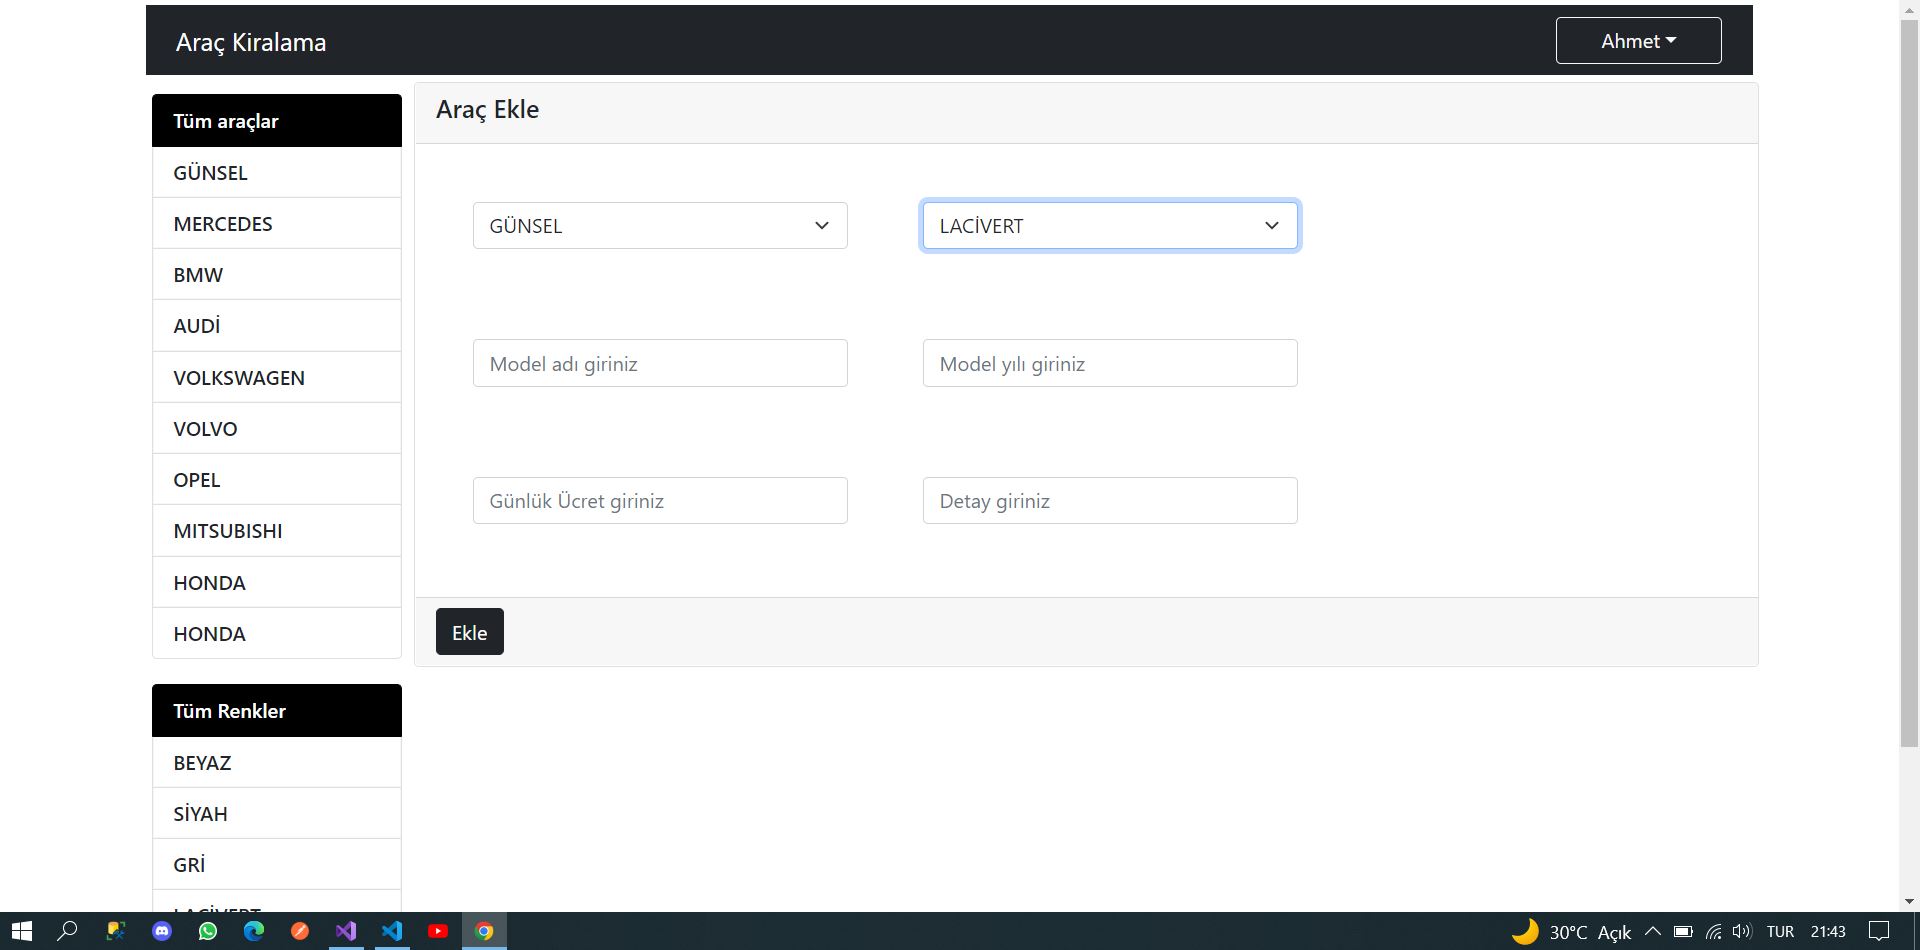 Araç Kiralama
Ahmet
Tüm araçlar
GÜNSEL
MERCEDES
BMW
AUDİ
VOLKSWAGEN
VOLVO
OPEL
MITSUBISHI
HONDA
HONDA
Tüm Renkler
BEYAZ
SİYAH
GRİ
LACİVERT
Araç Ekle
GÜNSEL
LACİVERT
Model adı giriniz
Model yılı giriniz
Günlük Ücret giriniz
Detay giriniz
Ekle
30°C Açık
TUR
21:43